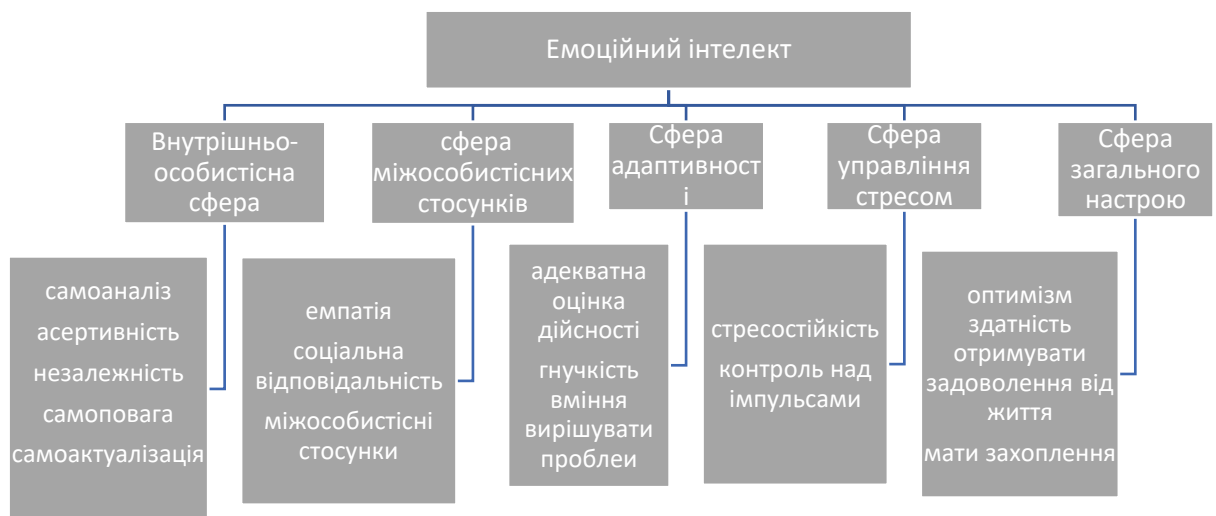 Емоційний інтелект
Внутрішньо-
особистісна
сфера
сфера
міжособистісних
стосунків
Сфера
адаптивност
і
Сфера
управління
стресом
Сфера
загального
настрою
самоаналіз
асертивність
незалежність
самоповага
самоактуалізація
емпатія
соціальна
відповідальність
міжособистісні
стосунки
адекватна
оцінка
дійсності
гнучкість
вміння
вирішувати
проблеи
стресостійкість
контроль над
імпульсами
оптимізм
здатність
отримувати
задоволення від
життя
мати захоплення